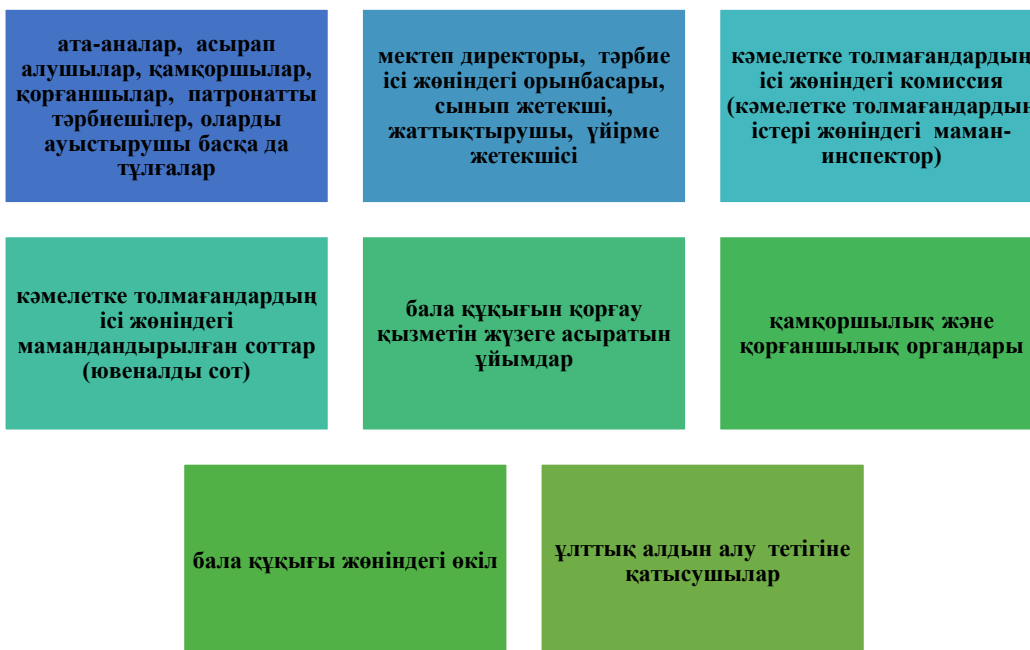 ата-аналар, асырап
алушылар, қамқоршылар,
қорғаншылар, патронатты
тәрбиешілер, оларды
ауыстырушы басқа да
тұлғалар
мектеп директоры, тәрбие
ісі жөніндегі орынбасары,
сынып жетекші,
жаттықтырушы, үйірме
жетекшісі
кәмелетке толмағандардың
ісі жөніндегі комиссия
(кәмелетке толмағандардың
істері жөніндегі маман-
инспектор)
кәмелетке толмағандардың
ісі жөніндегі
мамандандырылған соттар
(ювеналды сот)
бала құқығын қорғау
қызметін жүзеге асыратын
ұйымдар
қамқоршылық және
қорғаншылық органдары
бала құқығы жөніндегі өкіл
ұлттық алдын алу тетігіне
қатысушылар